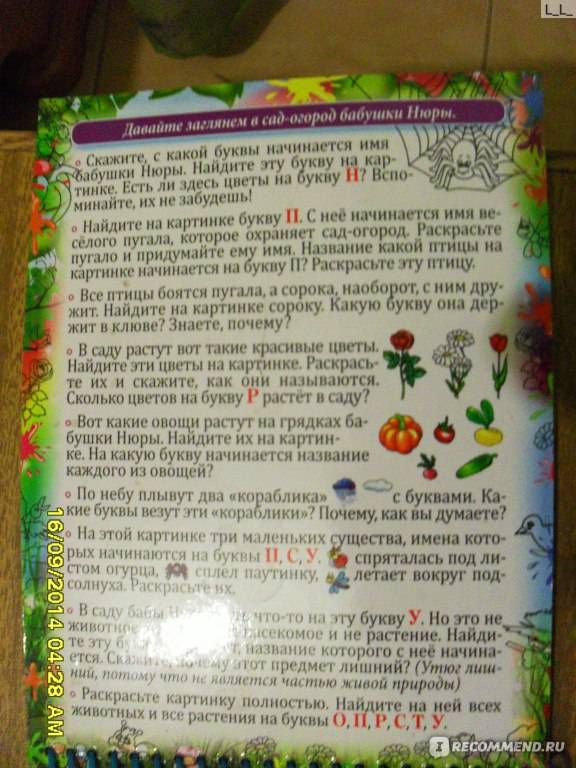 L_L_
Давайте заглянем в сад-огород бабушки Нюры.
Скажите, с какой буквы начинается имя
бабушки Нюры. Найдите эту букву на кар-
тинке. Есть ли здесь цветы на букву Н? Вспо-
минайте, их не забудешь!
Найдите на картинке букву П. С неё начинается имя ве-
сёлого пугала, которое охраняет сад-огород. Раскрасьте
пугало и придумайте ему имя. Название какой птицы на
картинке начинается на букву П? Раскрасьте эту птицу.
Все птицы боятся пугала, а сорока, наоборот, с ним дру-
жит. Найдите на картинке сороку. Какую букву она дер-
жит в клюве? Знаете, почему?
В саду растут вот такие красивые цветы.
Найдите эти цветы на картинке. Раскрась-
те их и скажите, как они называются.
Сколько цветов на букву Р растёт в саду?
Вот какие овощи растут на грядках ба-
бушки Нюры. Найдите их на картин-
ке. На какую букву начинается название
каждого из овощей?
По небу плывут два «кораблика» с буквами. Ка-
кие буквы везут эти «кораблики»? Почему, как вы думаете?
На этой картинке три маленьких существа, имена кото-
рых начинаются на буквы П, С, У. спряталась под ли-
стом огурца, сплёл паутинку, летает вокруг под-
солнуха. Раскрасьте их.
В саду бабы что-то на эту букву У. Но это не
животное насекомое и не растение. Найди-
те эту название которого с неё начина-
ется. Скажите, почему этот предмет лишний? (Утюг лиш-
ний, потому что не является частью живой природы)
Раскрасьте картинку полностью. Найдите на ней всех
животных и все растения на буквы О, П, Р, С, Т, У.
16/09/2014 04:28 AM
I RECOMMEND.RU